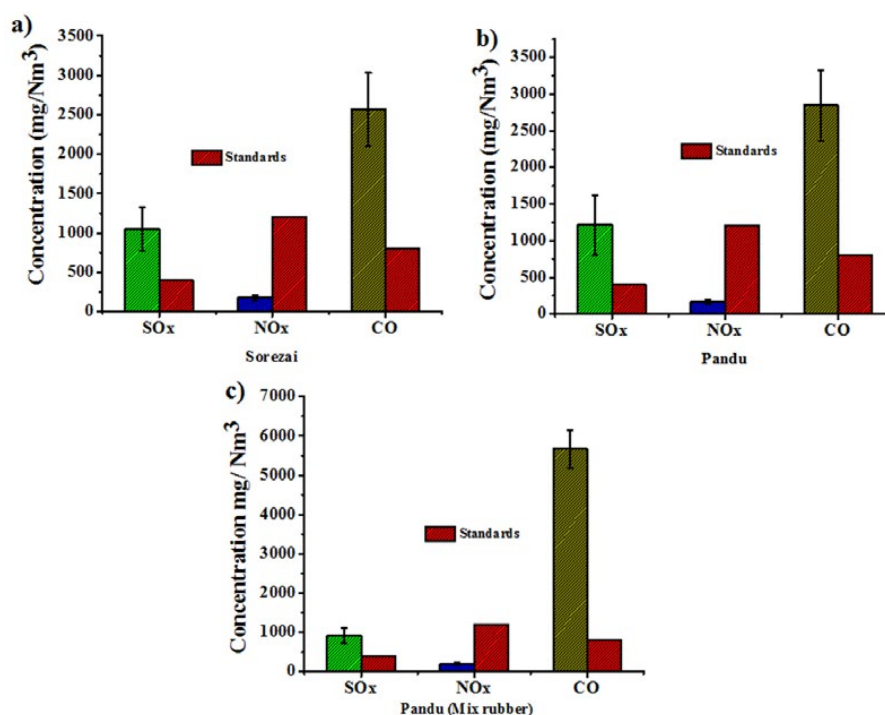 a)
Concentration (mg/Nm³)
3500
3000
2500
2000
1500
1000
500
0
Standards
SOx NOx CO
Sorezai
b)
Concentration (mg/Nm³)
3500
3000
2500
2000
1500
1000
500
0
Standards
SOx NOx CO
Pandu
c)
Concentration mg/ Nm³
7000
6000
5000
4000
3000
2000
1000
0
Standards
SOx NOx CO
Pandu (Mix rubber)